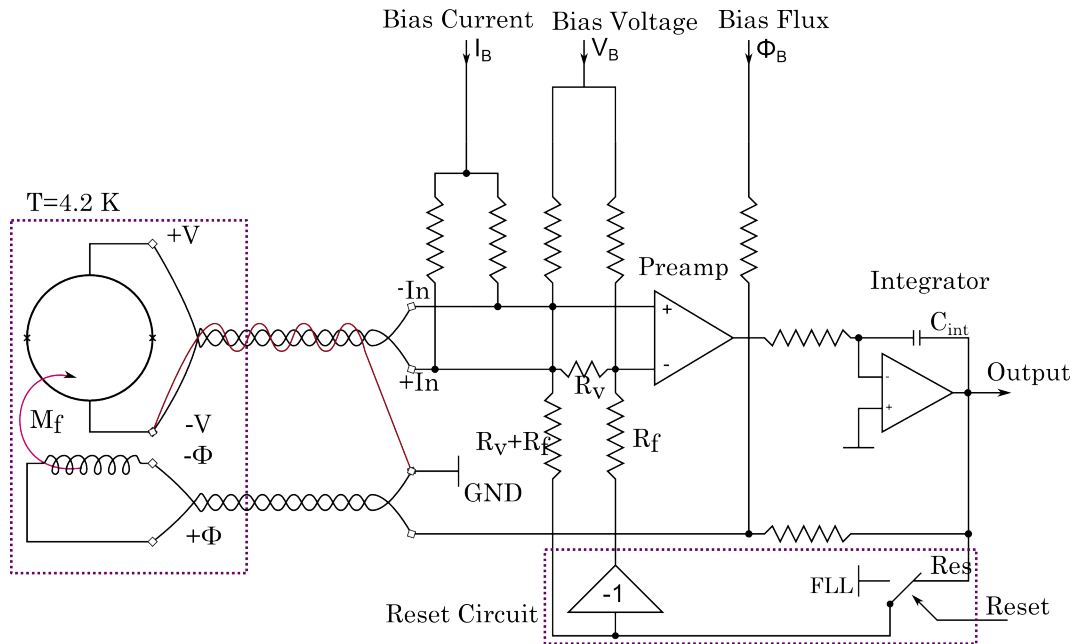 Bias Current
Bias Voltage
Bias Flux
I_B
V_B
Φ_B
T=4.2 K
+V
Preamp
Integrator
-In
+
C_int
-
+
Output
+In
-
R_v
M_f
-V
-Φ
R_v+R_f
R_f
GND
+Φ
Res
FLL
-1
Reset Circuit
Reset